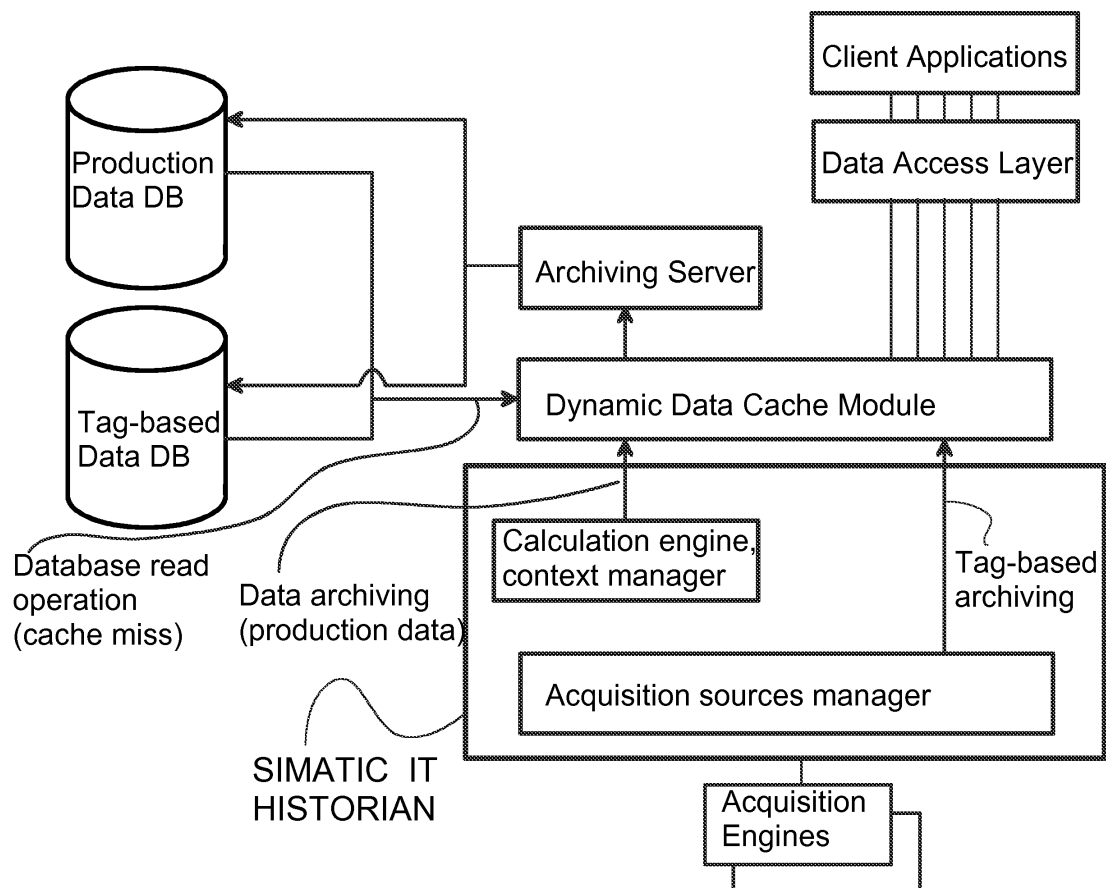 Client Applications
Production
Data DB
Data Access Layer
Archiving Server
Dynamic Data Cache Module
Tag-based
Data DB
Database read
operation
(cache miss)
Data archiving
(production data)
Calculation engine,
context manager
Tag-based
archiving
Acquisition sources manager
SIMATIC IT
HISTORIAN
Acquisition
Engines